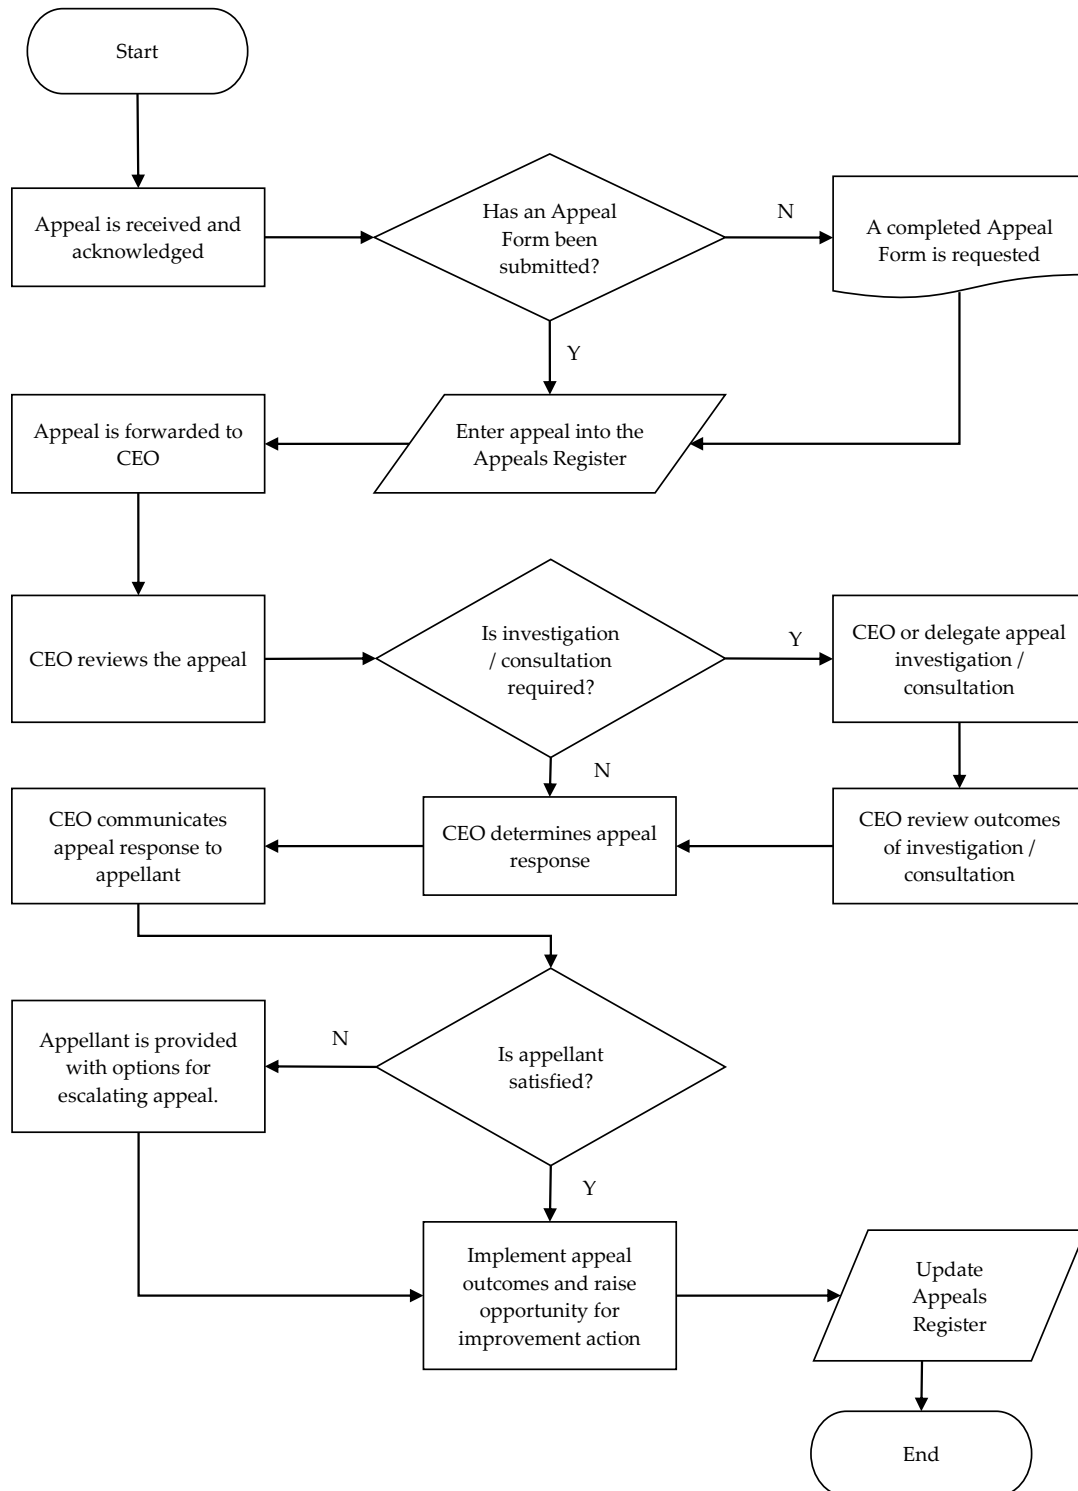 Start
Appeal is received and
acknowledged
Has an Appeal
Form been
submitted?
N
A completed Appeal
Form is requested
Y
Appeal is forwarded to
CEO
Enter appeal into the
Appeals Register
CEO reviews the appeal
Is investigation
/ consultation
required?
Y
CEO or delegate appeal
investigation /
consultation
N
CEO communicates
appeal response to
appellant
CEO determines appeal
response
CEO review outcomes
of investigation /
consultation
Appellant is provided
with options for
escalating appeal.
N
Is appellant
satisfied?
Y
Implement appeal
outcomes and raise
opportunity for
improvement action
Update
Appeals
Register
End